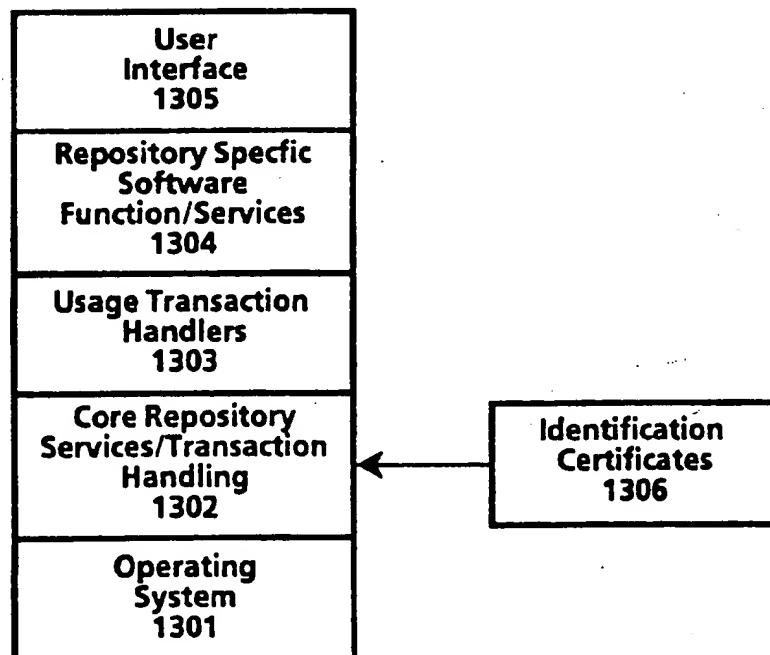 User
Interface
1305
Repository Specfic
Software
Function/Services
1304
Usage Transaction
Handlers
1303
Core Repository
Services/Transaction
Handling
1302
Identification
Certificates
1306
Operating
System
1301